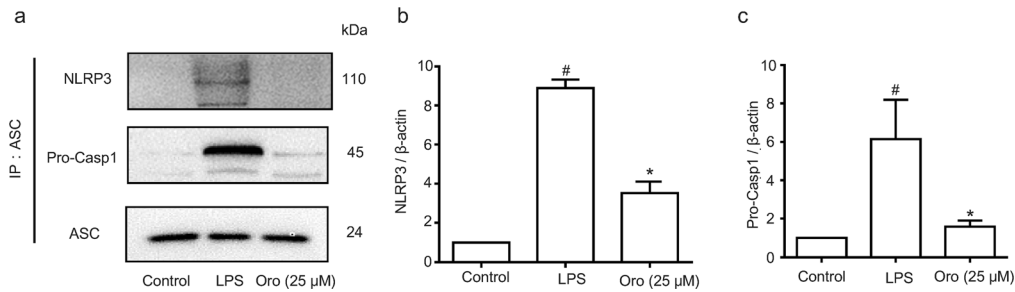 a
kDa
IP : ASC
NLRP3
110
Pro-Casp1
45
ASC
24
Control LPS Oro (25 μM)
b
NLRP3 / β-actin
10
8
6
4
2
0
#
*
Control LPS Oro (25 μM)
c
Pro-Casp1 / β-actin
10
8
6
4
2
0
#
*
Control LPS Oro (25 μM)